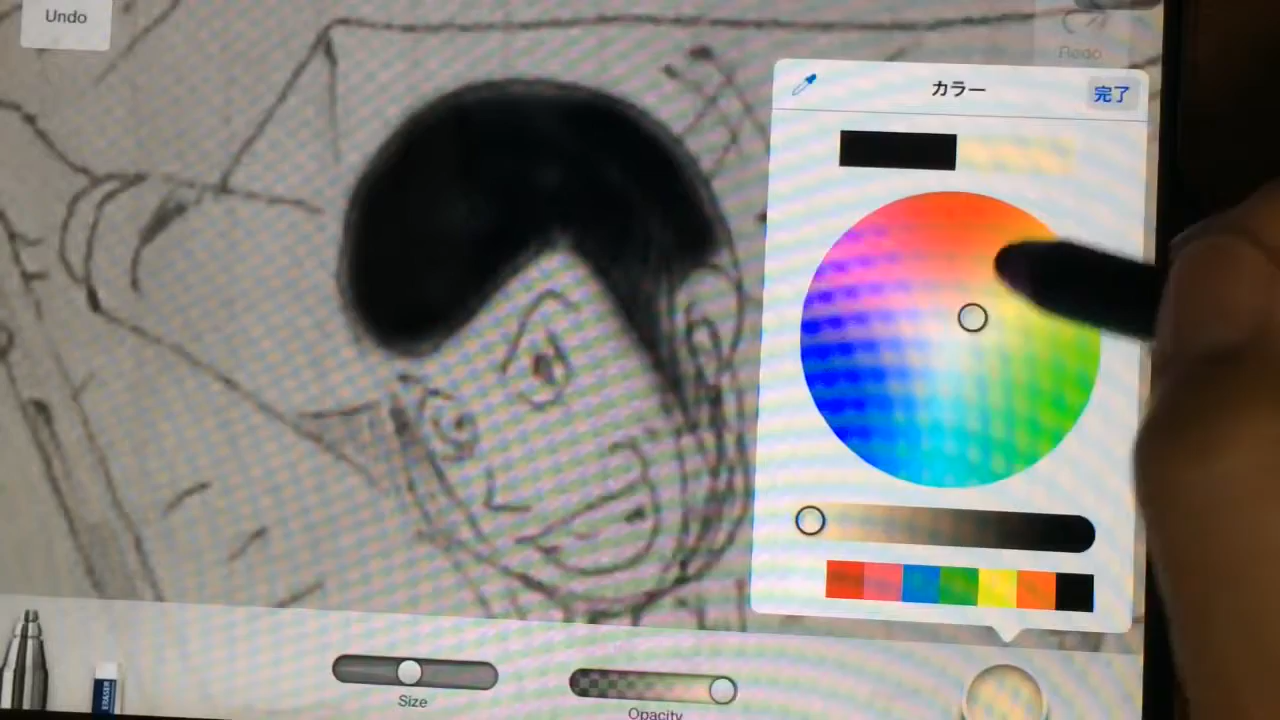 Undo
Redo
カラー
完了
ERASER
Size
Opacity